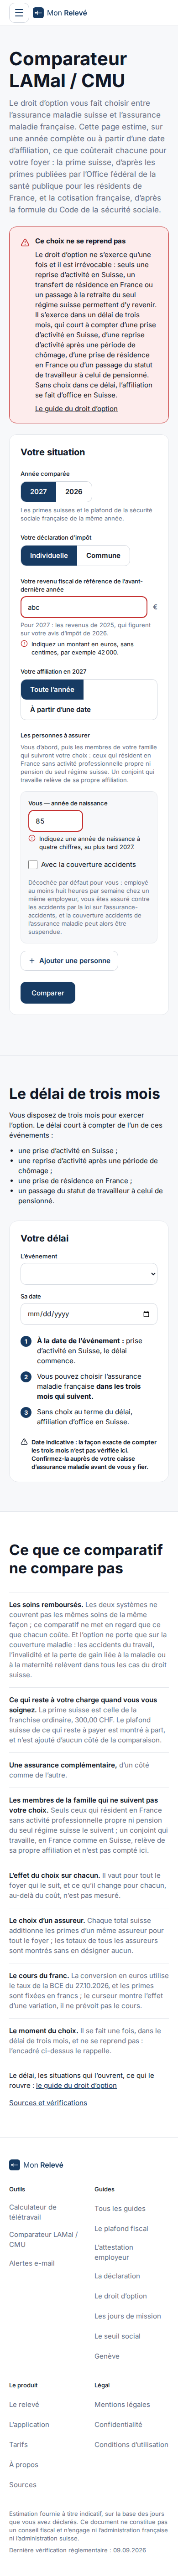 Mon Relevé
Comparateur
LAMal / CMU
Le droit d’option vous fait choisir entre
l’assurance maladie suisse et l’assurance
maladie française. Cette page estime, sur
une année complète ou à partir d’une date
d’affiliation, ce que coûterait chacune pour
votre foyer : la prime suisse, d’après les
primes publiées par l’Office fédéral de la
santé publique pour les résidents de
France, et la cotisation française, d’après
la formule du Code de la sécurité sociale.
Ce choix ne se reprend pas
Le droit d’option ne s’exerce qu’une
fois et il est irrévocable : seuls une
reprise d’activité en Suisse, un
transfert de résidence en France ou
un passage à la retraite du seul
régime suisse permettent d’y revenir.
Il s’exerce dans un délai de trois
mois, qui court à compter d’une prise
d’activité en Suisse, d’une reprise
d’activité après une période de
chômage, d’une prise de résidence
en France ou d’un passage du statut
de travailleur à celui de pensionné.
Sans choix dans ce délai, l’affiliation
se fait d’office en Suisse.
Le guide du droit d’option
Votre situation
Année comparée
2027 2026
Les primes suisses et le plafond de la sécurité
sociale française de la même année.
Votre déclaration d’impôt
Individuelle Commune
Votre revenu fiscal de référence de l’avant-
dernière année
abc €
Pour 2027 : les revenus de 2025, qui figurent
sur votre avis d’impôt de 2026.
Indiquez un montant en euros, sans
centimes, par exemple 42 000.
Votre affiliation en 2027
Toute l’année
À partir d’une date
Les personnes à assurer
Vous d’abord, puis les membres de votre famille
qui suivront votre choix : ceux qui résident en
France sans activité professionnelle propre ni
pension du seul régime suisse. Un conjoint qui
travaille relève de sa propre affiliation.
Vous — année de naissance
85
Indiquez une année de naissance à
quatre chiffres, au plus tard 2027.
Avec la couverture accidents
Décochée par défaut pour vous : employé
au moins huit heures par semaine chez un
même employeur, vous êtes assuré contre
les accidents par la loi sur l’assurance-
accidents, et la couverture accidents de
l’assurance maladie peut alors être
suspendue.
Ajouter une personne
Comparer
Le délai de trois mois
Vous disposez de trois mois pour exercer
l’option. Le délai court à compter de l’un de ces
événements :
• une prise d’activité en Suisse ;
• une reprise d’activité après une période de
chômage ;
• une prise de résidence en France ;
• un passage du statut de travailleur à celui de
pensionné.
Votre délai
L’événement
Sa date
mm/dd/yyyy
1 À la date de l’événement : prise
d’activité en Suisse, le délai
commence.
2 Vous pouvez choisir l’assurance
maladie française dans les trois
mois qui suivent.
3 Sans choix au terme du délai,
affiliation d’office en Suisse.
Date indicative : la façon exacte de compter
les trois mois n’est pas vérifiée ici.
Confirmez-la auprès de votre caisse
d’assurance maladie avant de vous y fier.
Ce que ce comparatif
ne compare pas
Les soins remboursés. Les deux systèmes ne
couvrent pas les mêmes soins de la même
façon ; ce comparatif ne met en regard que ce
que chacun coûte. Et l’option ne porte que sur la
couverture maladie : les accidents du travail,
l’invalidité et la perte de gain liée à la maladie ou
à la maternité relèvent dans tous les cas du droit
suisse.
Ce qui reste à votre charge quand vous vous
soignez. La prime suisse est celle de la
franchise ordinaire, 300,00 CHF. Le plafond
suisse de ce qui reste à payer est montré à part,
et n’est ajouté d’aucun côté de la comparaison.
Une assurance complémentaire, d’un côté
comme de l’autre.
Les membres de la famille qui ne suivent pas
votre choix. Seuls ceux qui résident en France
sans activité professionnelle propre ni pension
du seul régime suisse le suivent ; un conjoint qui
travaille, en France comme en Suisse, relève de
sa propre affiliation et n’est pas compté ici.
L’effet du choix sur chacun. Il vaut pour tout le
foyer qui le suit, et ce qu’il change pour chacun,
au-delà du coût, n’est pas mesuré.
Le choix d’un assureur. Chaque total suisse
additionne les primes d’un même assureur pour
tout le foyer ; les totaux de tous les assureurs
sont montrés sans en désigner aucun.
Le cours du franc. La conversion en euros utilise
le taux de la BCE du 27.10.2026, et les primes
sont fixées en francs ; le curseur montre l’effet
d’une variation, il ne prévoit pas le cours.
Le moment du choix. Il se fait une fois, dans le
délai de trois mois, et ne se reprend pas :
l’encadré ci-dessus le rappelle.
Le délai, les situations qui l’ouvrent, ce qui le
rouvre : le guide du droit d’option
Sources et vérifications
Mon Relevé
Outils
Calculateur de
télétravail
Comparateur LAMal /
CMU
Alertes e-mail
Guides
Tous les guides
Le plafond fiscal
L’attestation
employeur
La déclaration
Le droit d’option
Les jours de mission
Le seuil social
Genève
Le produit
Le relevé
L’application
Tarifs
À propos
Sources
Légal
Mentions légales
Confidentialité
Conditions d’utilisation
Estimation fournie à titre indicatif, sur la base des jours
que vous avez déclarés. Ce document ne constitue pas
un conseil fiscal et n’engage ni l’administration française
ni l’administration suisse.
Dernière vérification réglementaire : 09.09.2026